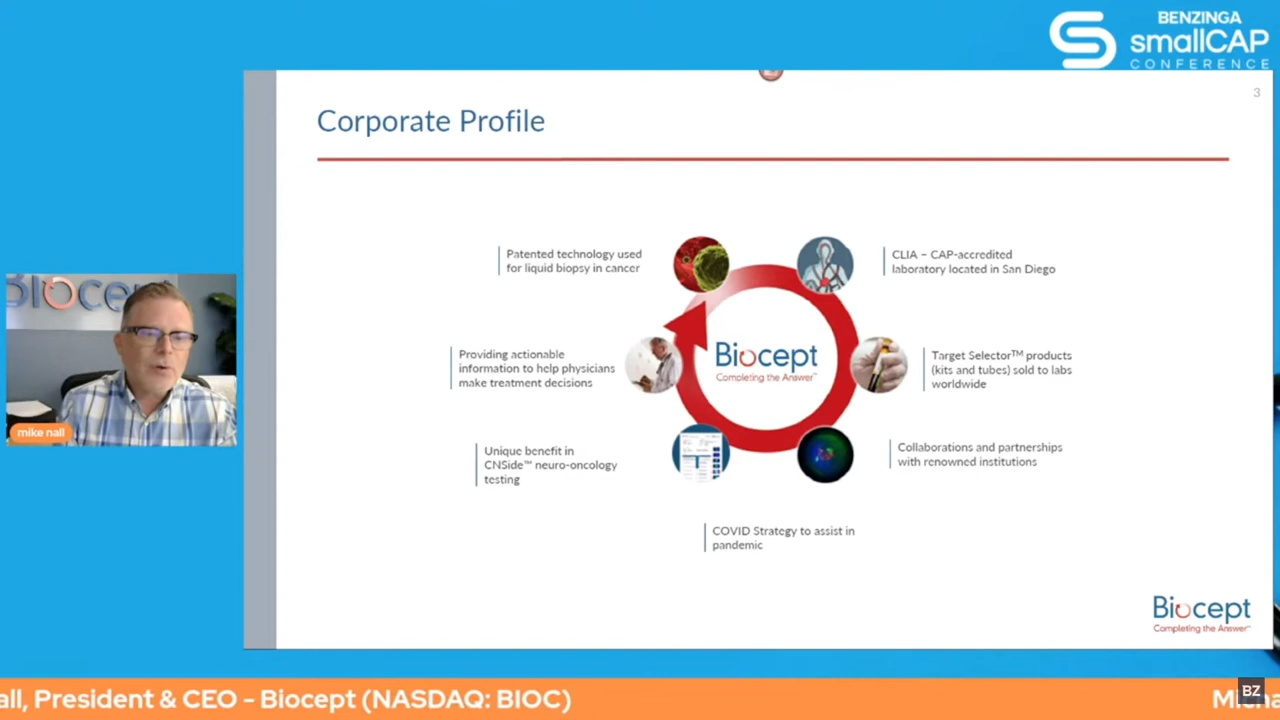 BENZINGA
smallCAP
CONFERENCE
3
Corporate Profile
Patented technology used
for liquid biopsy in cancer
CLIA – CAP-accredited
laboratory located in San Diego
Providing actionable
information to help physicians
make treatment decisions
Biocept
Completing the Answer™
Target Selector™ products
(kits and tubes) sold to labs
worldwide
Unique benefit in
CNSide™ neuro-oncology
testing
Collaborations and partnerships
with renowned institutions
COVID Strategy to assist in
pandemic
Biocept
mike nall
Biocept
Completing the Answer™
all, President & CEO - Biocept (NASDAQ: BIOC)
BZ